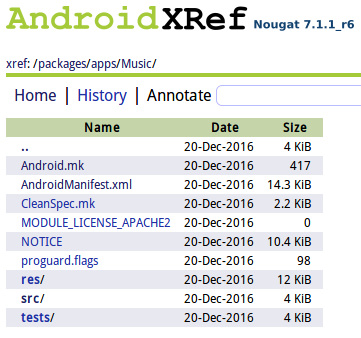 AndroidXRef Nougat 7.1.1_r6
xref: /packages/apps/Music/
Home | History | Annotate
Name Date Size
.. 20-Dec-2016 4 KiB
Android.mk 20-Dec-2016 417
AndroidManifest.xml 20-Dec-2016 14.3 KiB
CleanSpec.mk 20-Dec-2016 2.2 KiB
MODULE_LICENSE_APACHE2 20-Dec-2016 0
NOTICE 20-Dec-2016 10.4 KiB
proguard.flags 20-Dec-2016 98
res/ 20-Dec-2016 12 KiB
src/ 20-Dec-2016 4 KiB
tests/ 20-Dec-2016 4 KiB